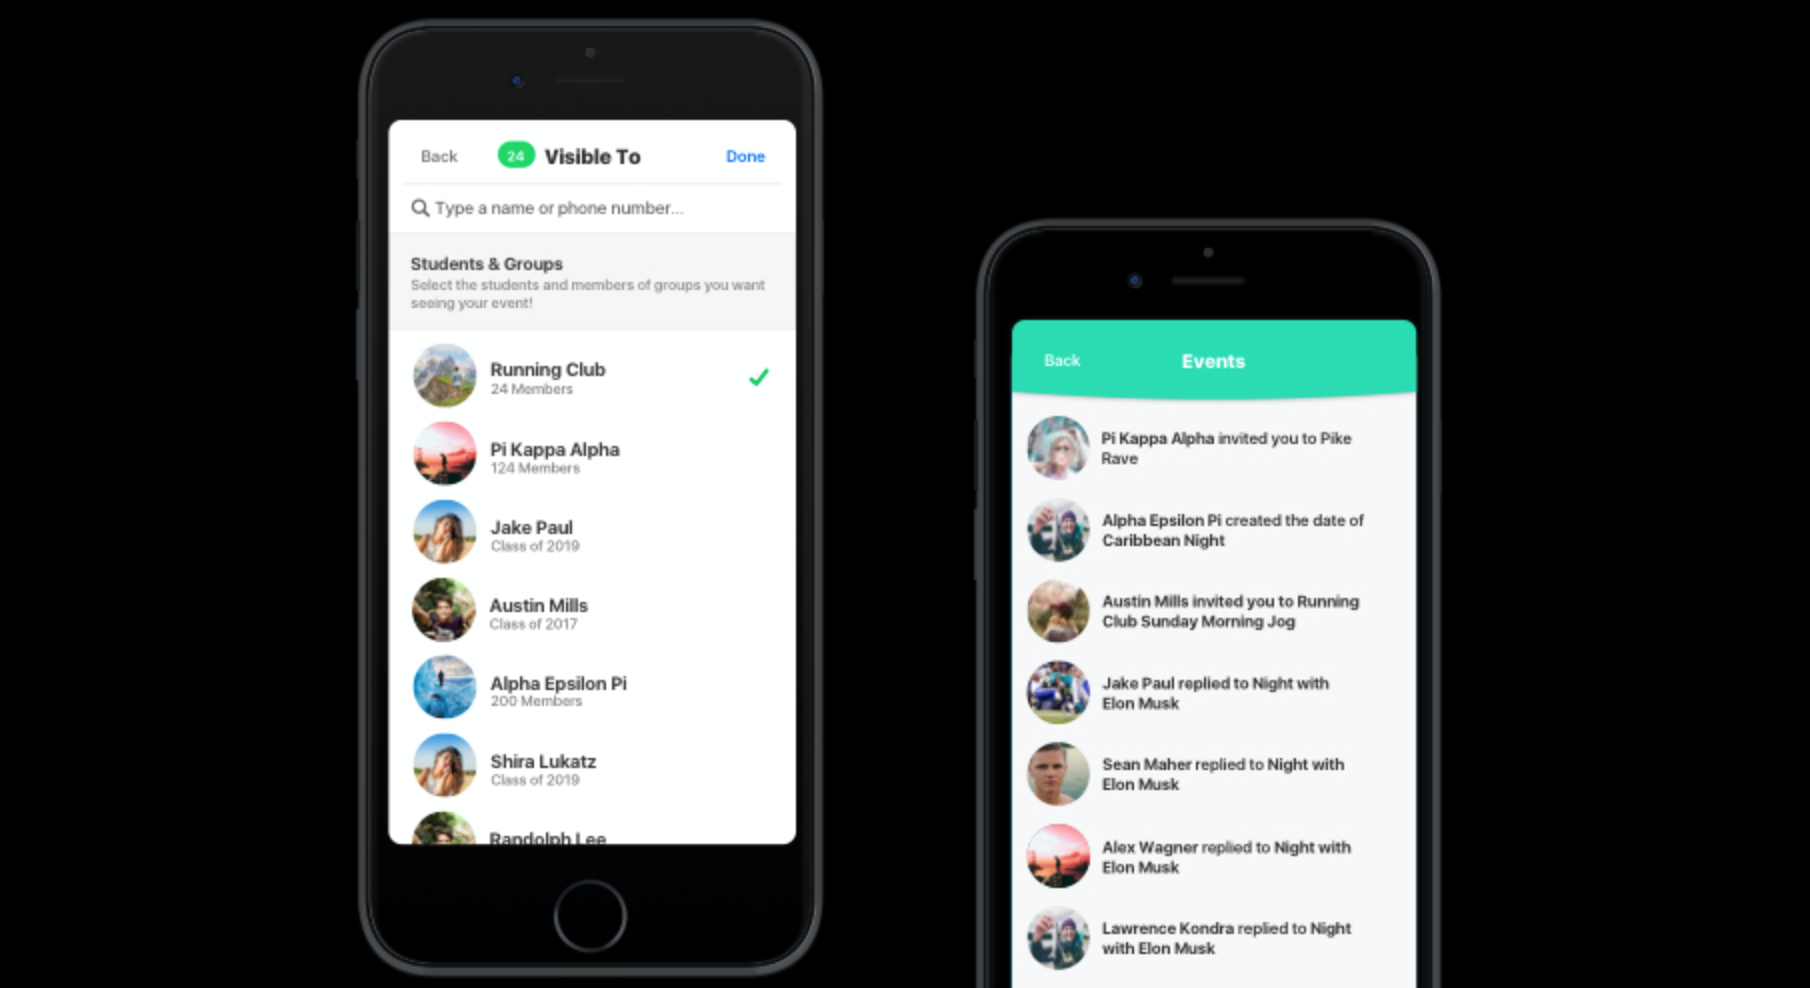 Back
24 Visible To
Done
Type a name or phone number...
Students & Groups
Select the students and members of groups you want
seeing your event!
Running Club
24 Members
Pi Kappa Alpha
124 Members
Jake Paul
Class of 2019
Austin Mills
Class of 2017
Alpha Epsilon Pi
200 Members
Shira Lukatz
Class of 2019
Randolph Lee
Back
Events
Pi Kappa Alpha invited you to Pike
Rave
Alpha Epsilon Pi created the date of
Caribbean Night
Austin Mills invited you to Running
Club Sunday Morning Jog
Jake Paul replied to Night with
Elon Musk
Sean Maher replied to Night with
Elon Musk
Alex Wagner replied to Night with
Elon Musk
Lawrence Kondra replied to Night
with Elon Musk